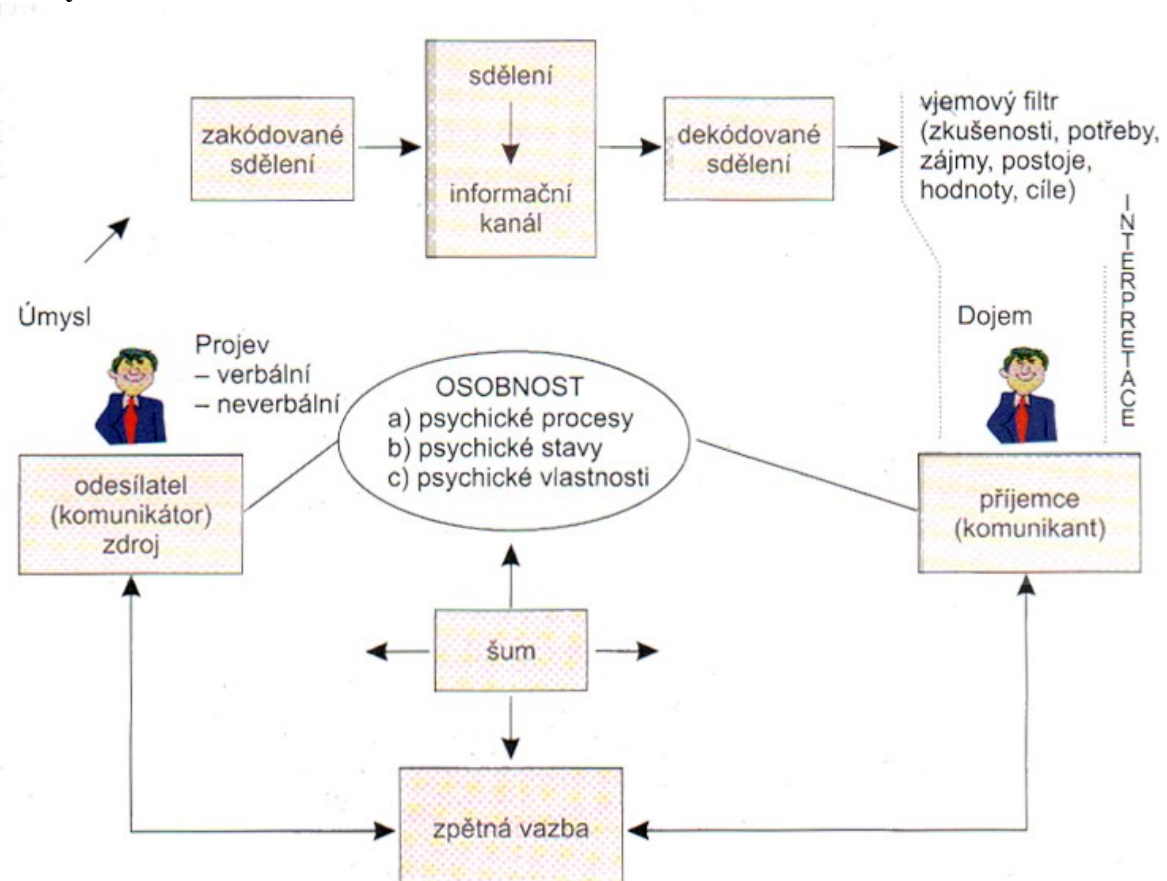 zakódované
sdělení
sdělení
informační
kanál
dekódované
sdělení
vjemový filtr
(zkušenosti, potřeby,
zájmy, postoje,
hodnoty, cíle)
INTERPRETACE
Úmysl
Projev
– verbální
– neverbální
OSOBNOST
a) psychické procesy
b) psychické stavy
c) psychické vlastnosti
Dojem
odesílatel
(komunikátor)
zdroj
příjemce
(komunikant)
šum
zpětná vazba